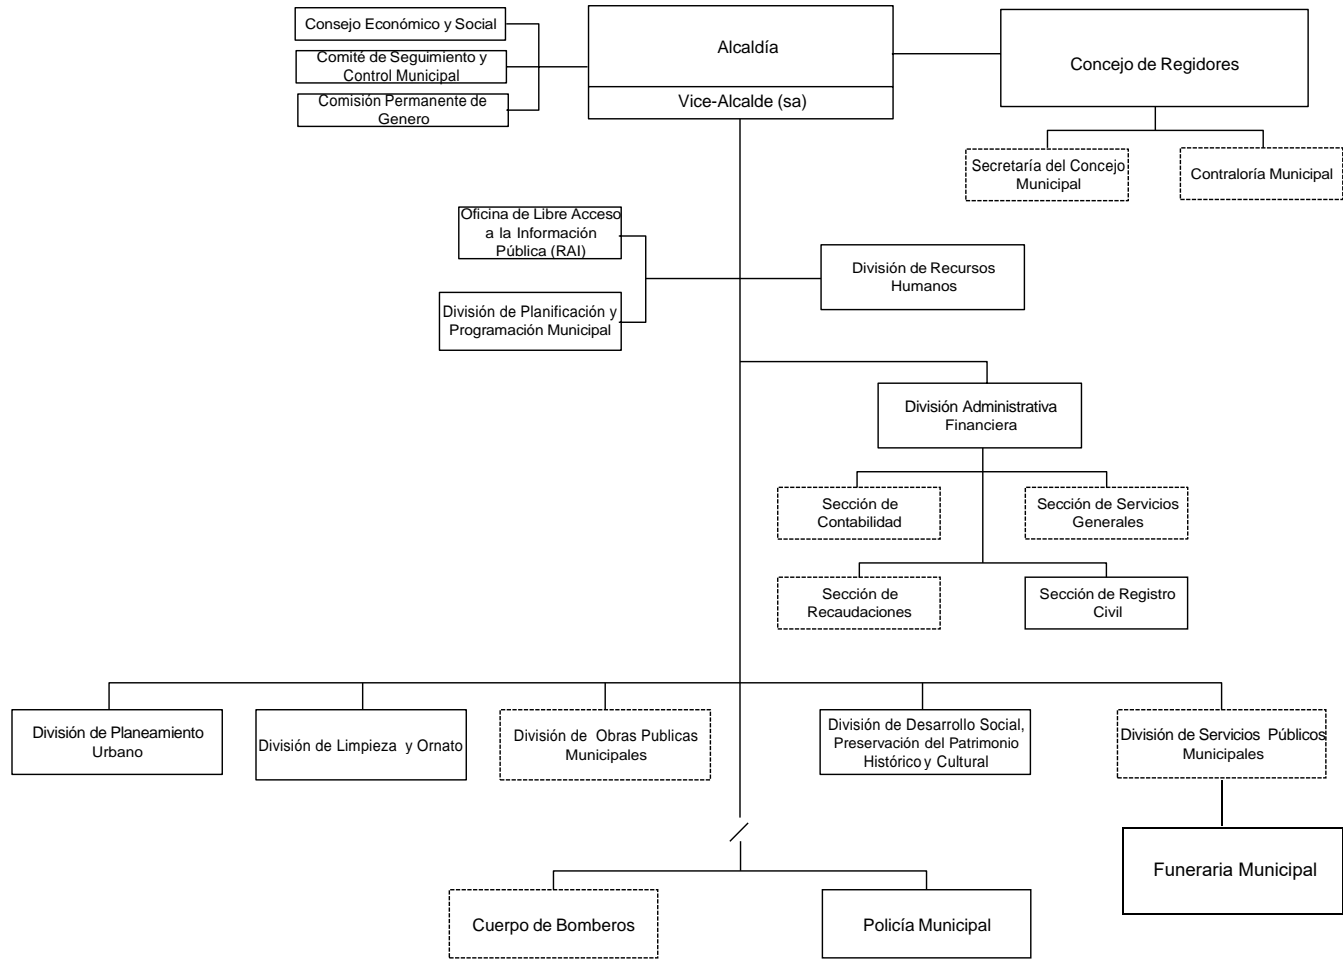 Consejo Económico y Social
Comité de Seguimiento y
Control Municipal
Comisión Permanente de
Genero
Alcaldía
Vice-Alcalde (sa)
Concejo de Regidores
Secretaría del Concejo
Municipal
Contraloría Municipal
Oficina de Libre Acceso
a la Información
Pública (RAI)
División de Planificación y
Programación Municipal
División de Recursos
Humanos
División Administrativa
Financiera
Sección de
Contabilidad
Sección de Servicios
Generales
Sección de
Recaudaciones
Sección de Registro
Civil
División de Planeamiento
Urbano
División de Limpieza y Ornato
División de Obras Publicas
Municipales
División de Desarrollo Social,
Preservación del Patrimonio
Histórico y Cultural
División de Servicios Públicos
Municipales
Funeraria Municipal
Cuerpo de Bomberos
Policía Municipal